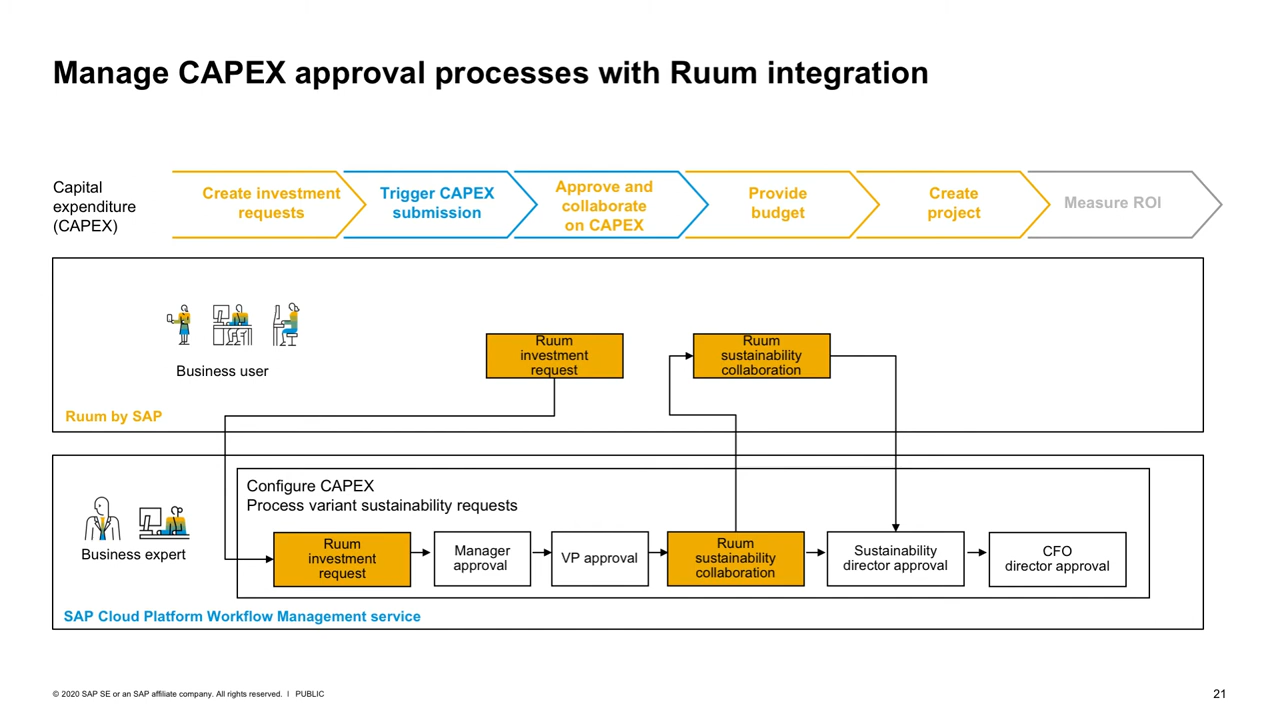 Manage CAPEX approval processes with Ruum integration
Capital
expenditure
(CAPEX)
Create investment
requests
Trigger CAPEX
submission
Approve and
collaborate
on CAPEX
Provide
budget
Create
project
Measure ROI
Ruum
investment
request
Ruum
sustainability
collaboration
Business user
Ruum by SAP
Configure CAPEX
Process variant sustainability requests
Business expert
Ruum
investment
request
Manager
approval
VP approval
Ruum
sustainability
collaboration
Sustainability
director approval
CFO
director approval
SAP Cloud Platform Workflow Management service
© 2020 SAP SE or an SAP affiliate company. All rights reserved. | PUBLIC
21